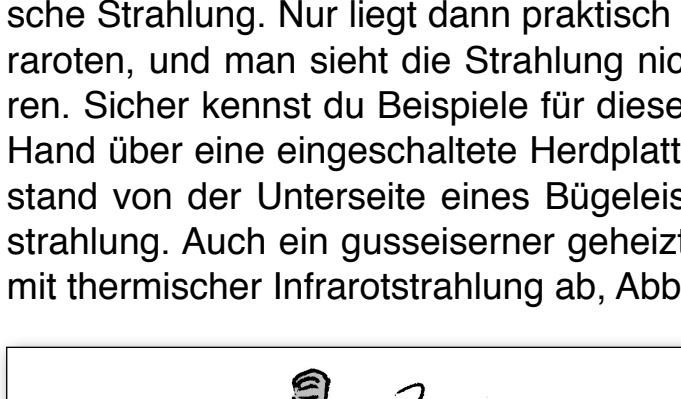 sche Strahlung. Nur liegt dann praktisch
raroten, und man sieht die Strahlung nic
ren. Sicher kennst du Beispiele für diese
Hand über eine eingeschaltete Herdplatt
stand von der Unterseite eines Bügeleis
strahlung. Auch ein gusseiserner geheizt
mit thermischer Infrarotstrahlung ab, Abb